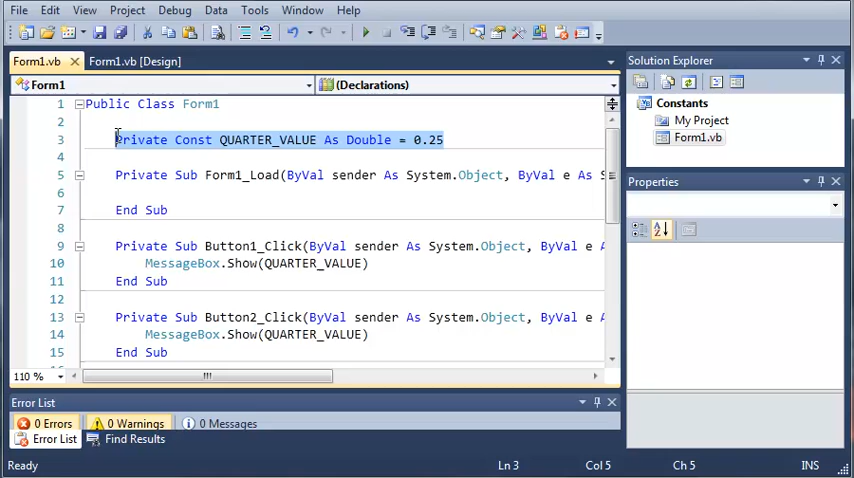 File Edit View Project Debug Data Tools Window Help
Form1.vb Form1.vb [Design]
Form1 (Declarations)
1 Public Class Form1
2
3 Private Const QUARTER_VALUE As Double = 0.25
4
5 Private Sub Form1_Load(ByVal sender As System.Object, ByVal e As S
6
7 End Sub
8
9 Private Sub Button1_Click(ByVal sender As System.Object, ByVal e A
10 MessageBox.Show(QUARTER_VALUE)
11 End Sub
12
13 Private Sub Button2_Click(ByVal sender As System.Object, ByVal e A
14 MessageBox.Show(QUARTER_VALUE)
15 End Sub
110 %
Solution Explorer
Constants
My Project
Form1.vb
Properties
Error List
0 Errors 0 Warnings 0 Messages
Error List Find Results
Ready Ln 3 Col 5 Ch 5 INS